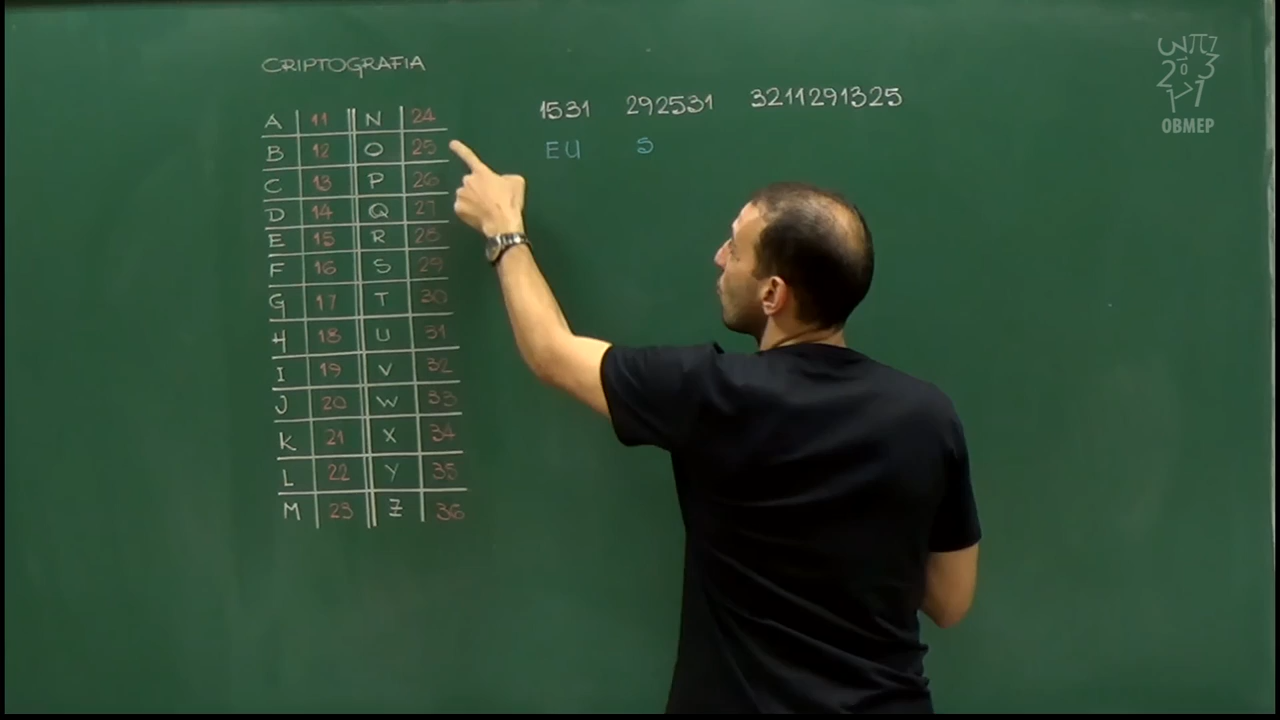 CRIPTOGRAFIA
1531 292531 3211291325
EU S
A 11 N 24
B 12 O 25
C 13 P 26
D 14 Q 27
E 15 R 28
F 16 S 29
G 17 T 30
H 18 U 31
I 19 V 32
J 20 W 33
K 21 X 34
L 22 Y 35
M 23 Z 36
OBMEP